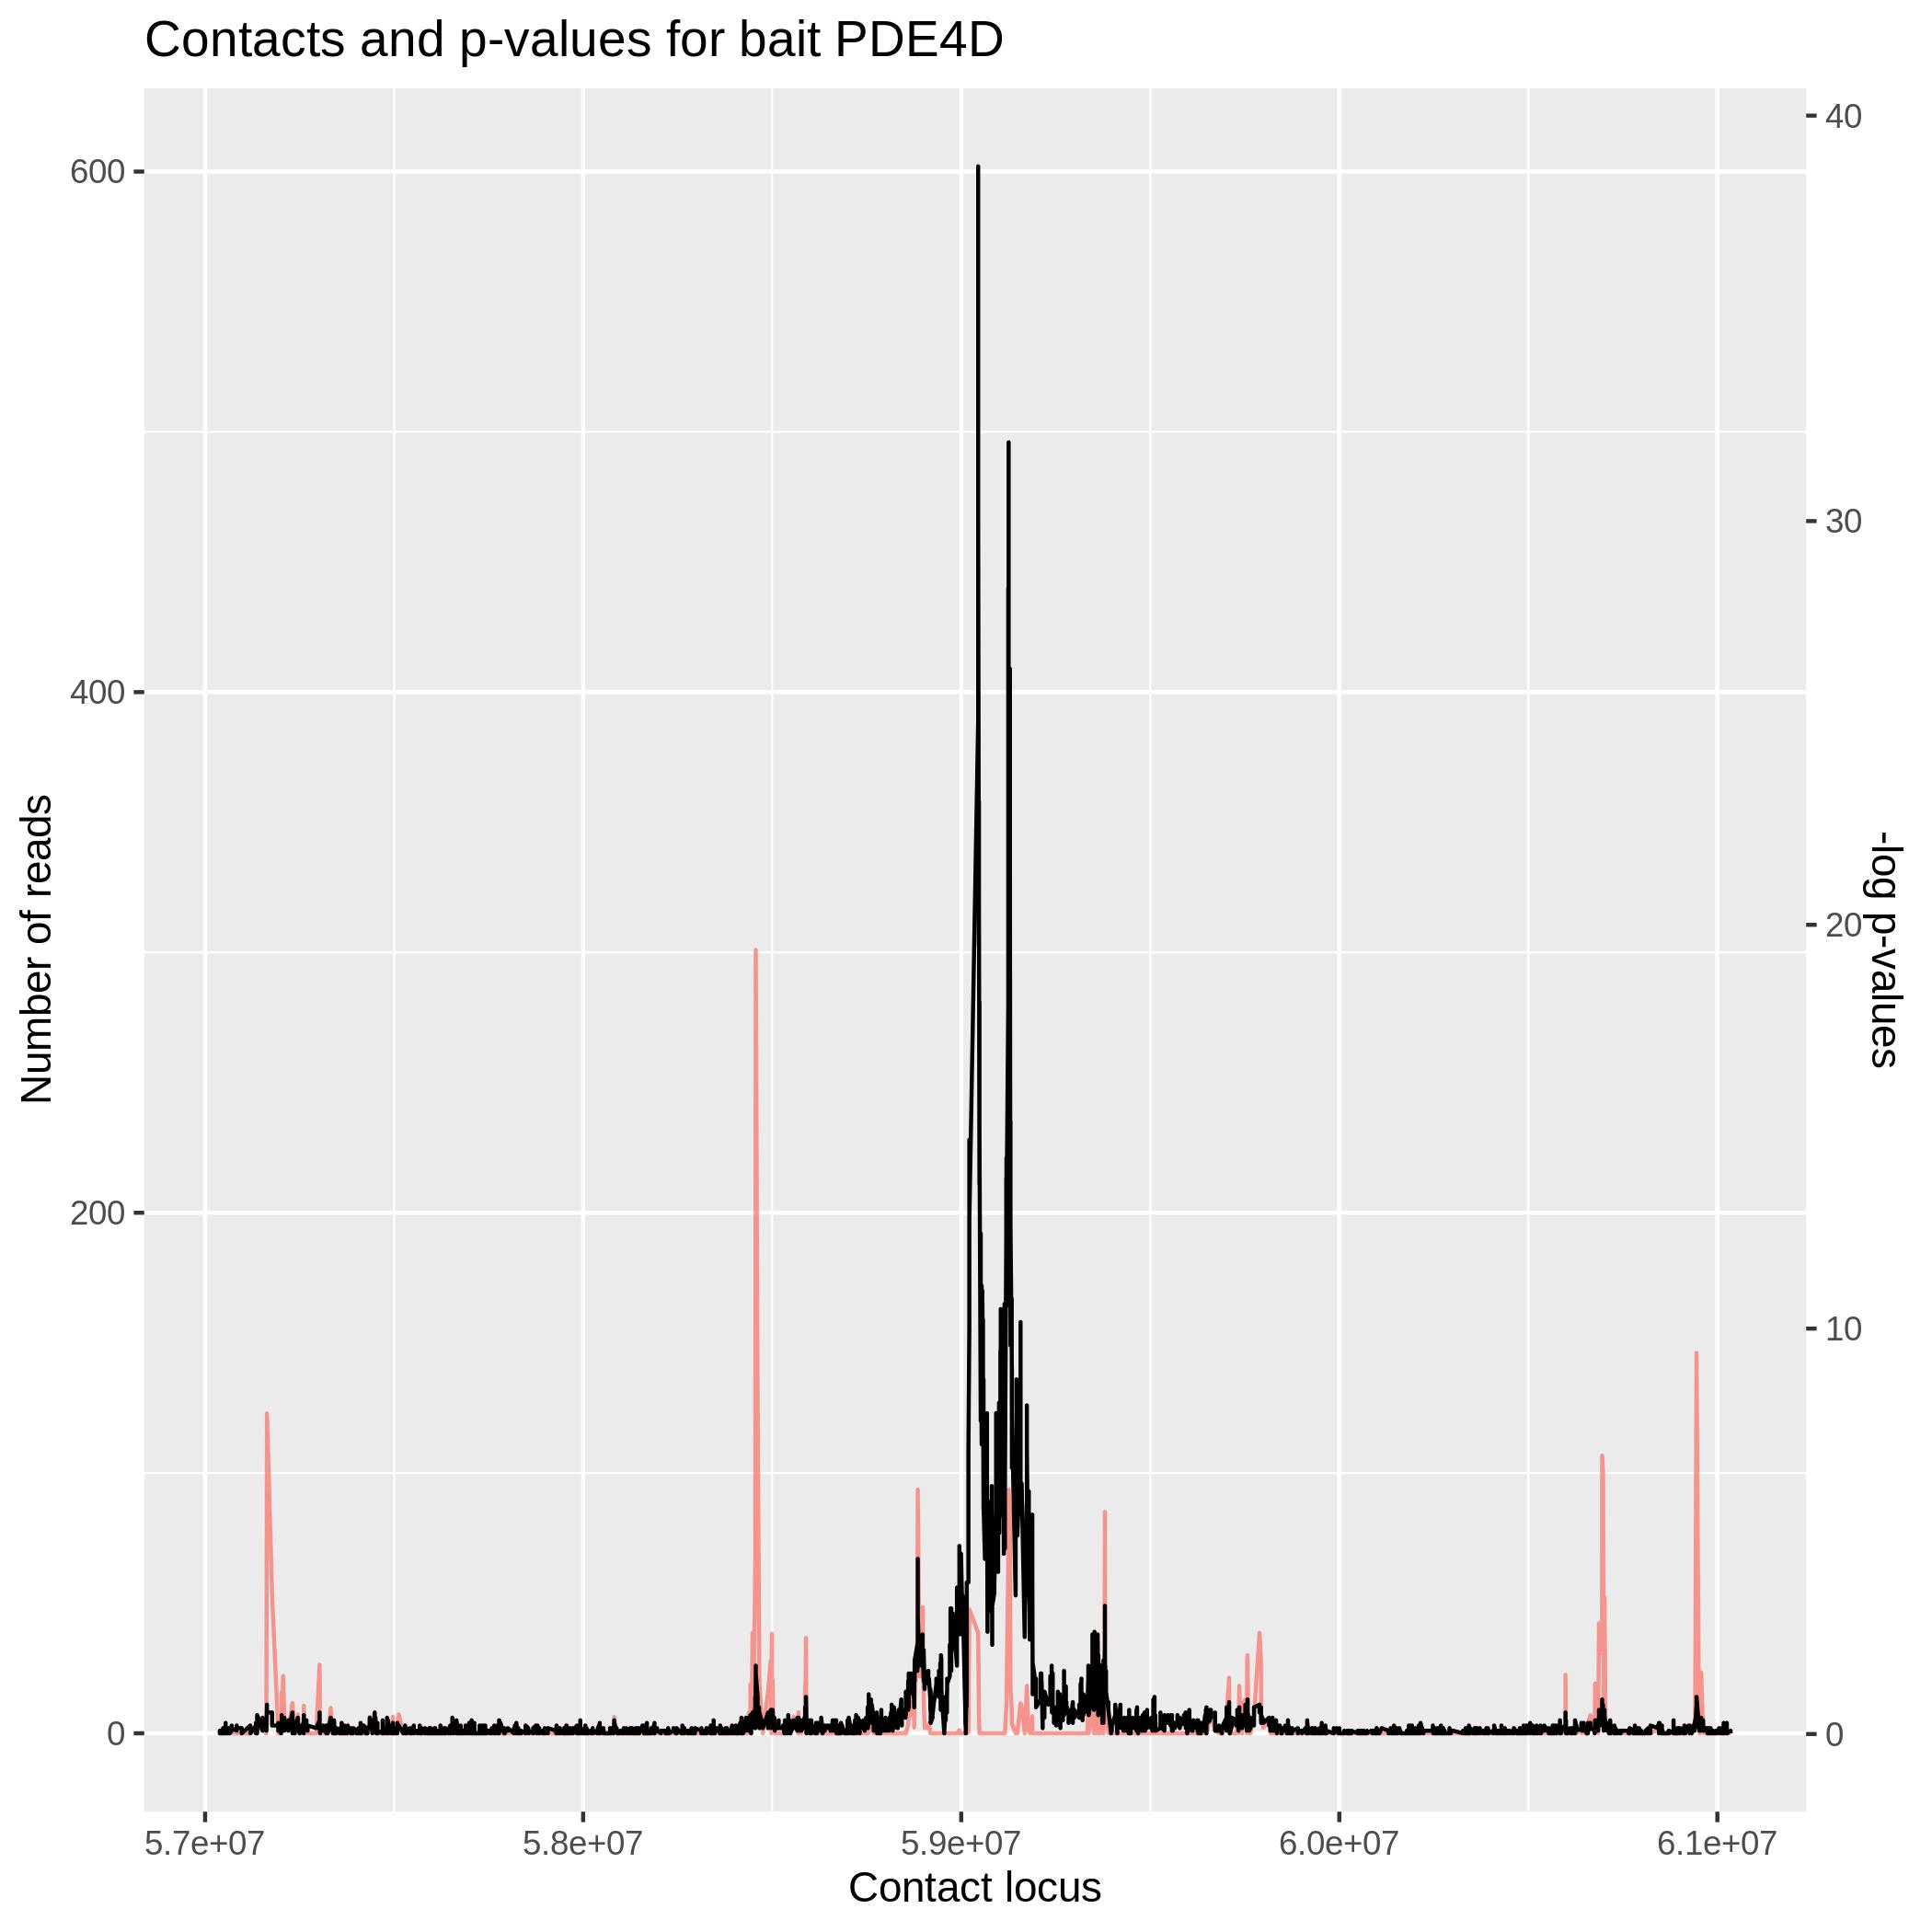 Contacts and p-values for bait PDE4D
600
400
200
0
40
30
20
10
0
Number of reads
-log p-values
5.7e+07
5.8e+07
5.9e+07
6.0e+07
6.1e+07
Contact locus